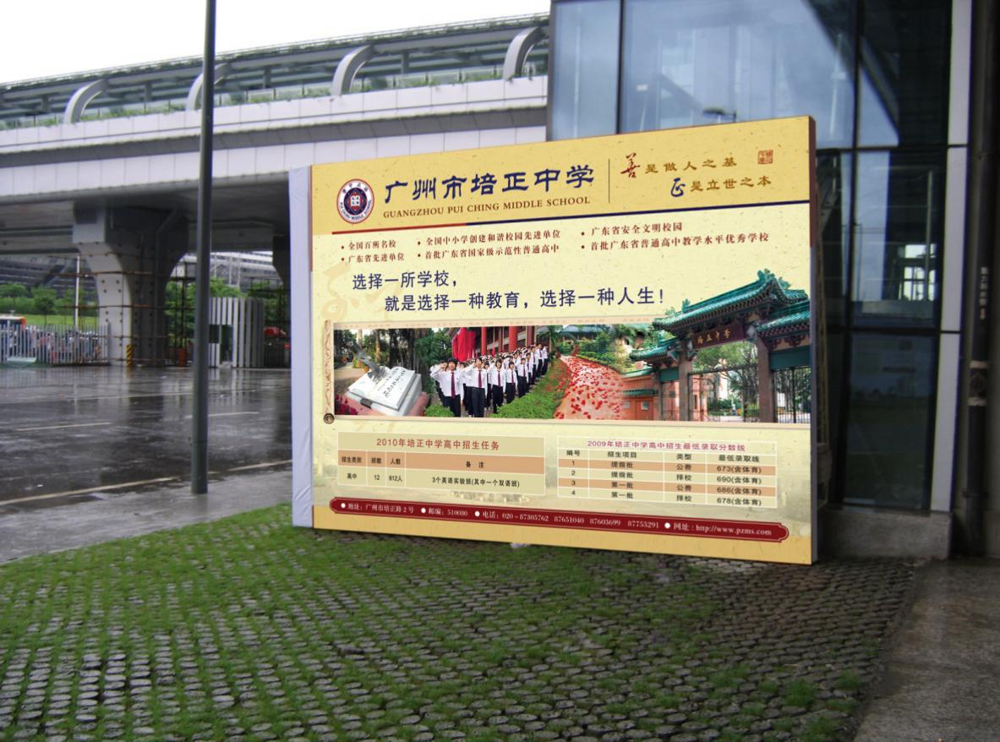 广州市培正中学
GUANGZHOU PUI CHING MIDDLE SCHOOL
善是做人之基
正是立世之本
PUI CHING MIDDLE SCHOOL
• 全国百所名校 • 全国中小学创建和谐校园先进单位 • 广东省安全文明校园
• 广东省先进单位 • 首批广东省国家级示范性普通高中 • 首批广东省普通高中教学水平优秀学校
选择一所学校，
就是选择一种教育，选择一种人生！
培正中学
2010年培正中学高中招生任务
招生类别 班数 人数 备 注
高中 12 612人 3个英语实验班(其中一个双语班)
2009年培正中学高中招生最低录取分数线
编号 招生项目 类型 最低录取线
1 提前批 公费 673(含体育)
2 提前批 择校 690(含体育)
3 第一批 公费 686(含体育)
4 第一批 择校 678(含体育)
● 地址：广州市培正路2号 ● 邮编：510080 ● 电话：020－87305762 87651040 87603699 87755291 ● 网址：http://www.pzms.com